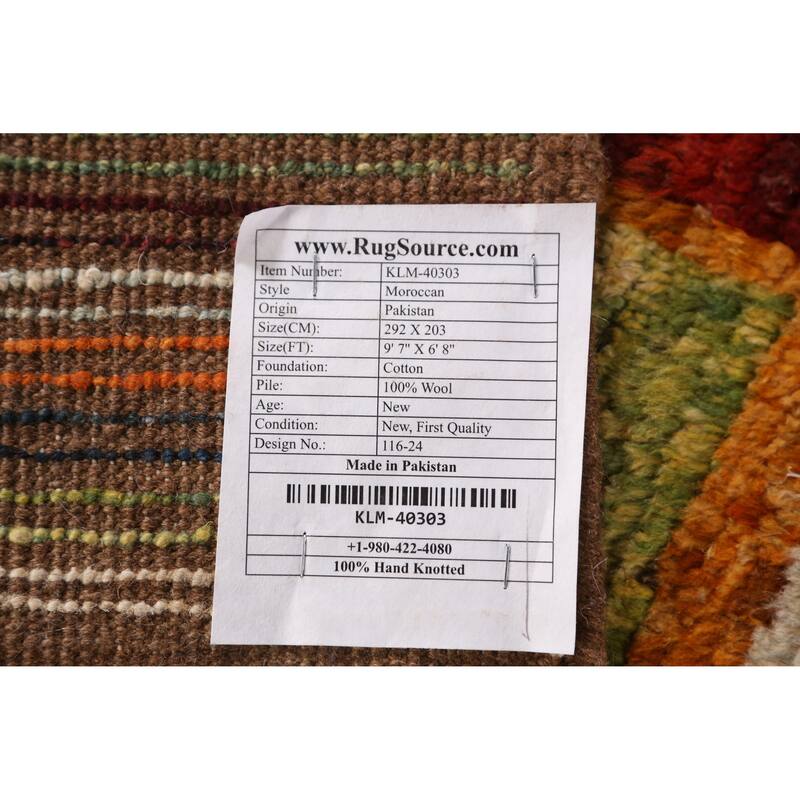 www.RugSource.com
Item Number: KLM-40303
Style Moroccan
Origin Pakistan
Size(CM): 292 X 203
Size(FT): 9' 7" X 6' 8"
Foundation: Cotton
Pile: 100% Wool
Age: New
Condition: New, First Quality
Design No.: 116-24
Made in Pakistan
KLM-40303
+1-980-422-4080
100% Hand Knotted